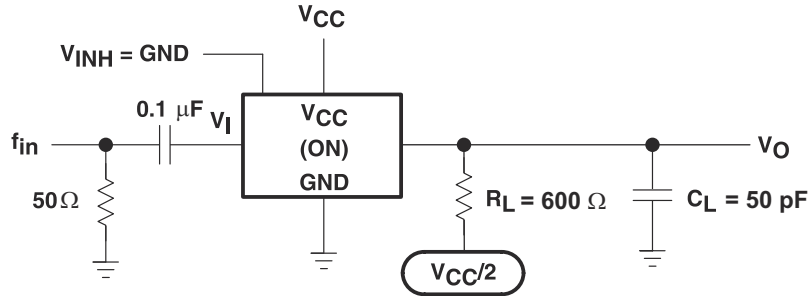 VCC
VINH = GND
0.1 μF
VI
VCC
(ON)
GND
fin
50Ω
RL = 600 Ω
CL = 50 pF
VO
VCC/2